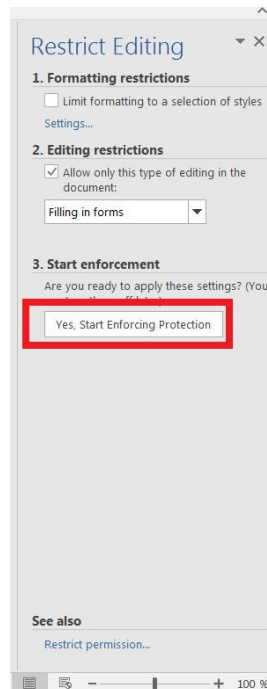 Restrict Editing
1. Formatting restrictions
Limit formatting to a selection of styles
Settings...
2. Editing restrictions
Allow only this type of editing in the
document:
Filling in forms
3. Start enforcement
Are you ready to apply these settings? (You
Yes, Start Enforcing Protection
See also
Restrict permission...
100 %